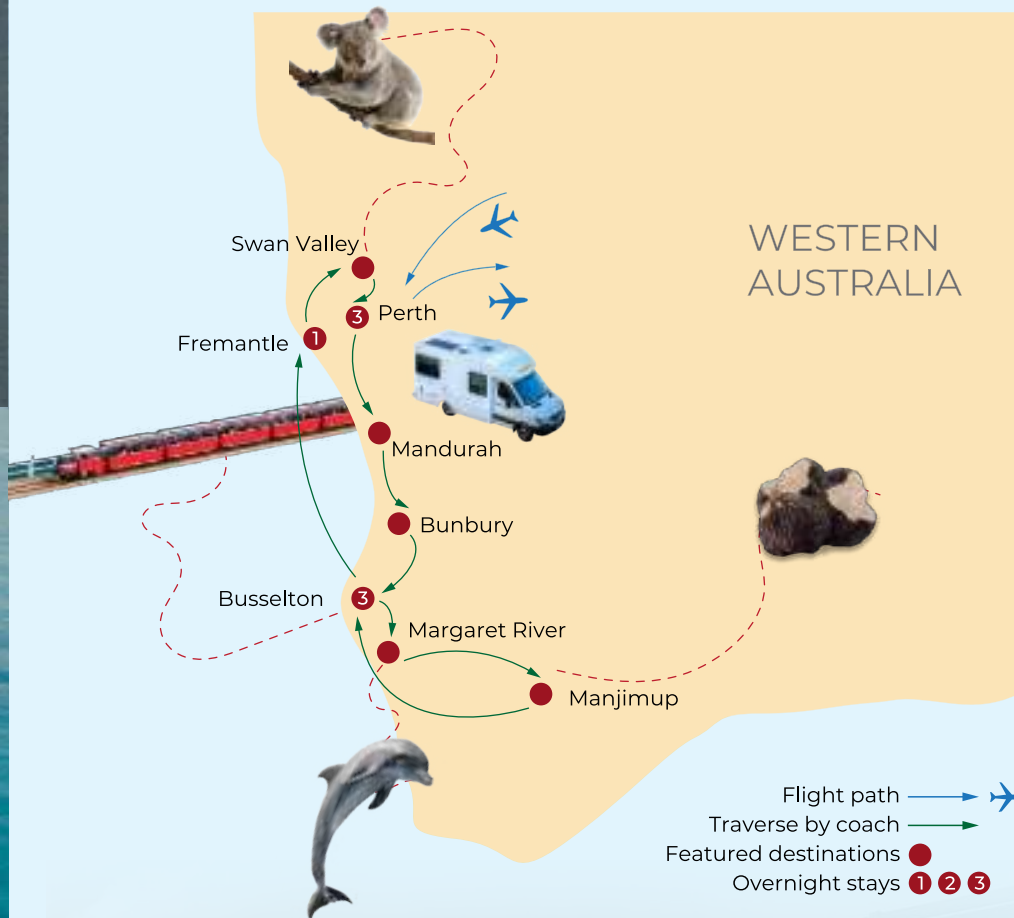 WESTERN
AUSTRALIA
Swan Valley
3 Perth
Fremantle 1
Mandurah
Bunbury
Busselton 3
Margaret River
Manjimup
Flight path
Traverse by coach
Featured destinations
Overnight stays 1 2 3